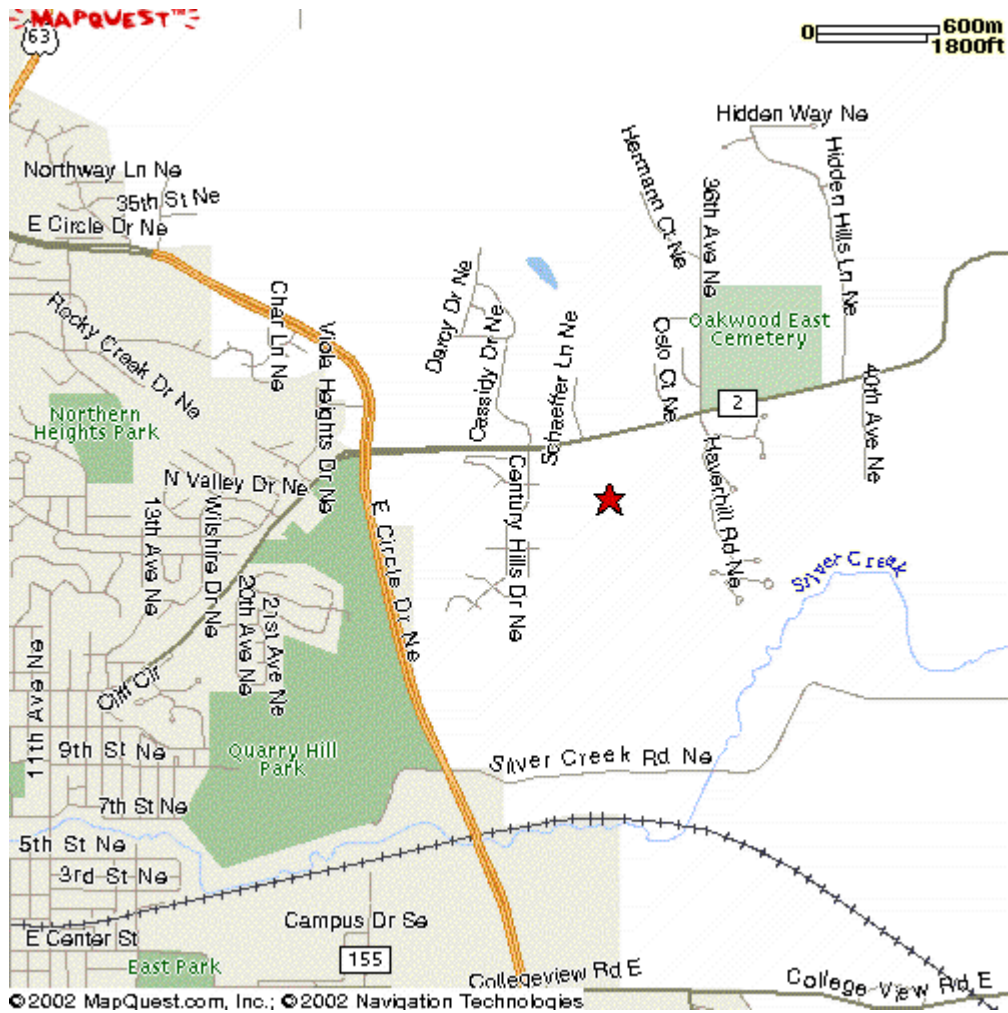 MAPQUEST™
63
0 600m
1800ft
Hidden Way Ne
Hermann Ct Ne
36th Ave Ne
Hidden Hills Ln Ne
Northway Ln Ne
35th St Ne
E Circle Dr Ne
Char Ln Ne
Viola Heights Dr Ne
Darcy Dr Ne
Cassidy Dr Ne
Schaeffer Ln Ne
Oslo Ct Ne
Oakwood East
Cemetery
Rocky Creek Dr Ne
40th Ave Ne
2
Northern
Heights Park
N Valley Dr Ne
Century Hills Dr Ne
Haverhill Rd Ne
13th Ave Ne
Wilshire Dr Ne
E Circle Dr Ne
20th Ave Ne
21st Ave Ne
Silver Creek
11th Ave Ne
Cliff Cir
9th St Ne
Quarry Hill
Park
Silver Creek Rd Ne
7th St Ne
5th St Ne
3rd St Ne
Campus Dr Se
E Center St
155
East Park
Collegeview Rd E
College-View Rd E
©2002 MapQuest.com, Inc.; ©2002 Navigation Technologies